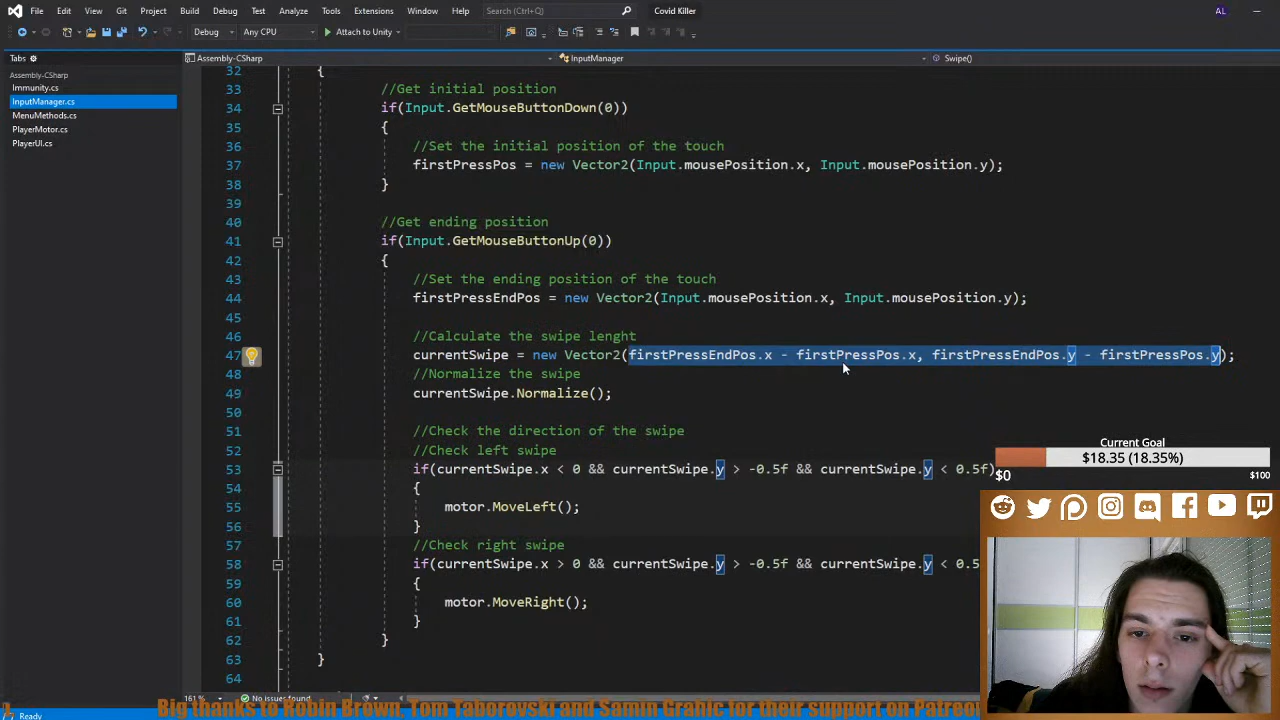 File Edit View Git Project Build Debug Test Analyze Tools Extensions Window Help Search (Ctrl+Q) Covid Killer AL
Debug Any CPU Attach to Unity
Tabs
Assembly-CSharp
Immunity.cs
InputManager.cs
MenuMethods.cs
PlayerMotor.cs
PlayerUI.cs
Assembly-CSharp InputManager Swipe()
32 {
33 //Get initial position
34 if(Input.GetMouseButtonDown(0))
35 {
36 //Set the initial position of the touch
37 firstPressPos = new Vector2(Input.mousePosition.x, Input.mousePosition.y);
38 }
39
40 //Get ending position
41 if(Input.GetMouseButtonUp(0))
42 {
43 //Set the ending position of the touch
44 firstPressEndPos = new Vector2(Input.mousePosition.x, Input.mousePosition.y);
45
46 //Calculate the swipe lenght
47 currentSwipe = new Vector2(firstPressEndPos.x - firstPressPos.x, firstPressEndPos.y - firstPressPos.y);
48 //Normalize the swipe
49 currentSwipe.Normalize();
50
51 //Check the direction of the swipe
52 //Check left swipe
53 if(currentSwipe.x < 0 && currentSwipe.y > -0.5f && currentSwipe.y < 0.5f)
54 {
55 motor.MoveLeft();
56 }
57 //Check right swipe
58 if(currentSwipe.x > 0 && currentSwipe.y > -0.5f && currentSwipe.y < 0.5
59 {
60 motor.MoveRight();
61 }
62 }
63 }
64
Current Goal
$18.35 (18.35%)
$0 $100
161 % No issues found
Big thanks to Robin Brown, Tom Taborovski and Samin Grahic for their support on Patreo
Ready